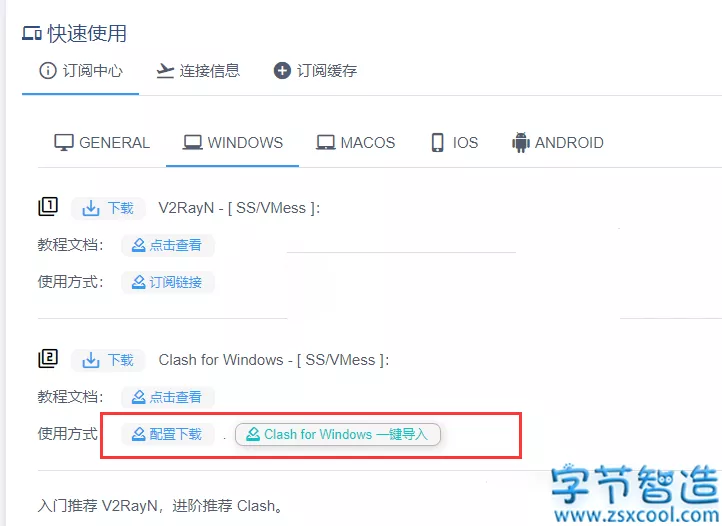 快速使用
订阅中心 连接信息 订阅缓存
GENERAL WINDOWS MACOS IOS ANDROID
1 下载 V2RayN - [ SS/VMess ]:
教程文档： 点击查看
使用方式： 订阅链接
2 下载 Clash for Windows - [ SS/VMess ]:
教程文档： 点击查看
使用方式 配置下载 . Clash for Windows 一键导入
入门推荐 V2RayN，进阶推荐 Clash。
字节智造
www.zsxcool.com